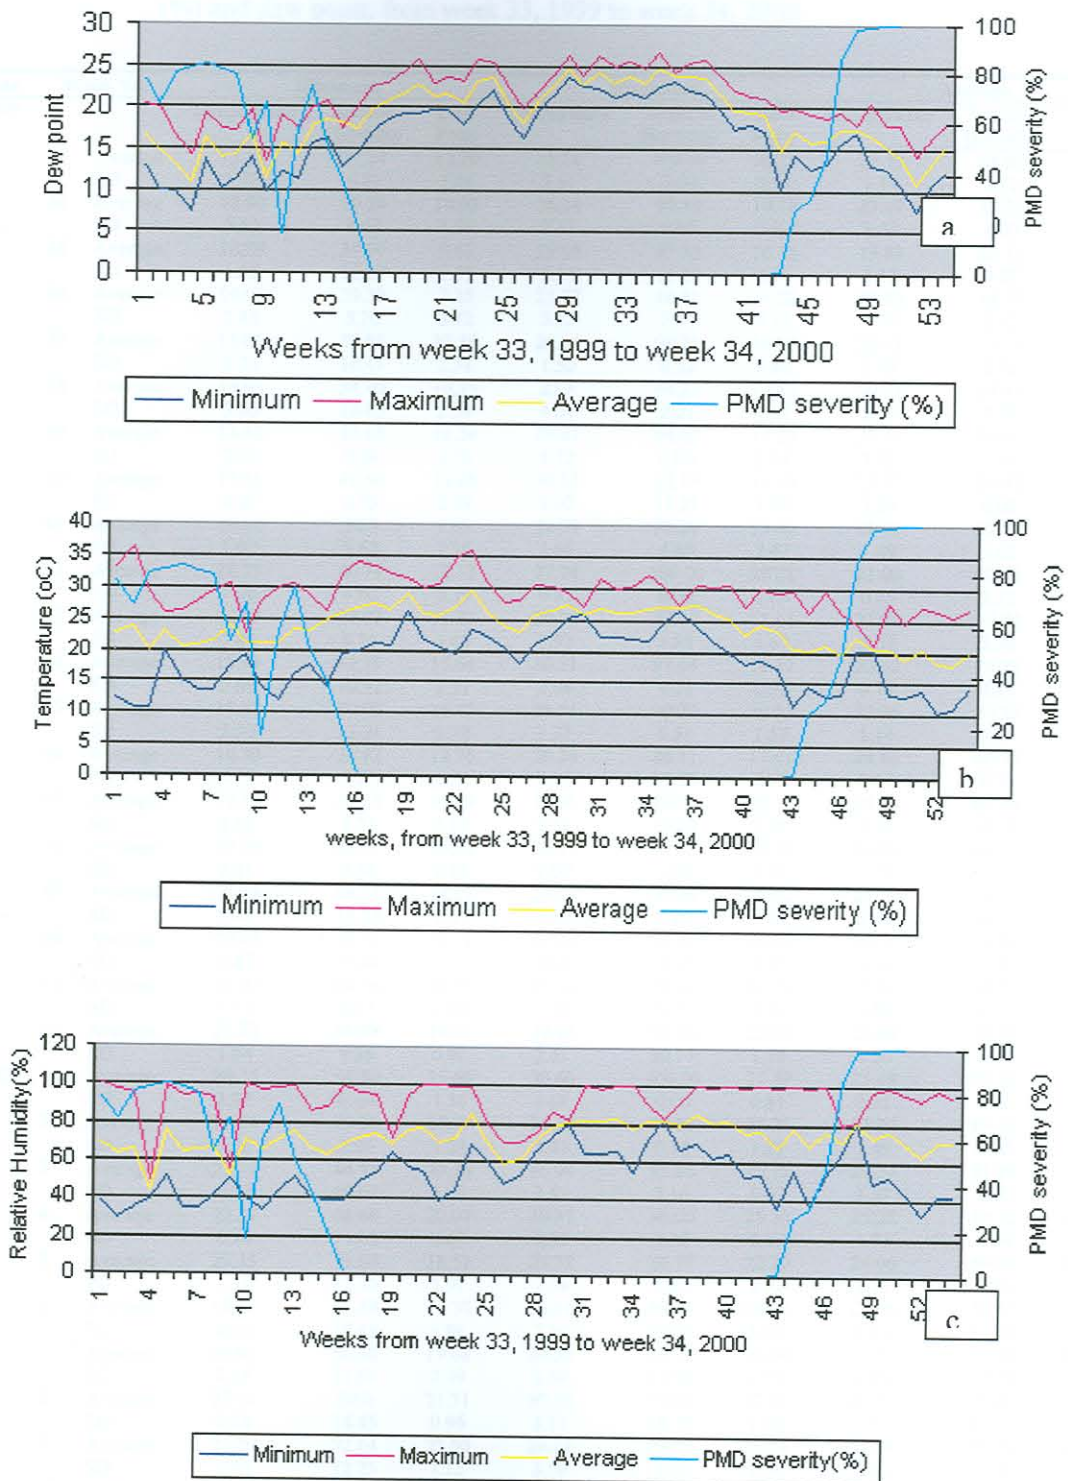 30
25
20
15
10
5
0
Dew point
100
80
60
40
20
0
PMD severity (%)
a
1 5 9 13 17 21 25 29 33 37 41 45 49 53
Weeks from week 33, 1999 to week 34, 2000
Minimum Maximum Average PMD severity (%)
40
35
30
25
20
15
10
5
0
Temperature (oC)
100
80
60
40
20
PMD severity (%)
b
1 4 7 10 13 16 19 22 25 28 31 34 37 40 43 46 49 52
weeks, from week 33, 1999 to week 34, 2000
Minimum Maximum Average PMD severity (%)
120
100
80
60
40
20
0
Relative Humidity(%)
100
80
60
40
20
0
PMD severity (%)
c
1 4 7 10 13 16 19 22 25 28 31 34 37 40 43 46 49 52
Weeks from week 33, 1999 to week 34, 2000
Minimum Maximum Average PMD severity(%)